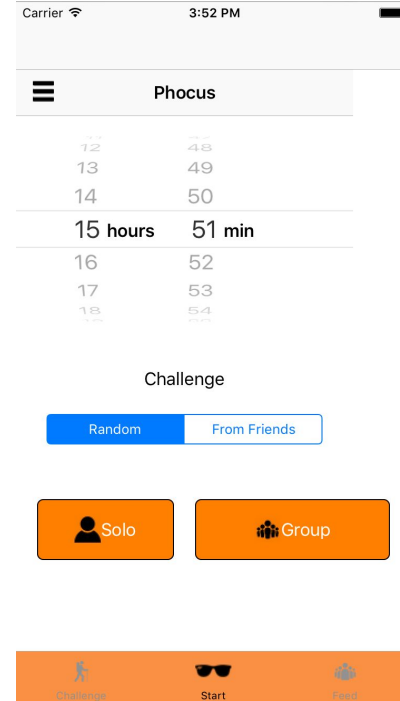 Carrier 3:52 PM
Phocus
12 48
13 49
14 50
15 hours 51 min
16 52
17 53
18 54
Challenge
Random From Friends
Solo Group
Challenge Start Feed